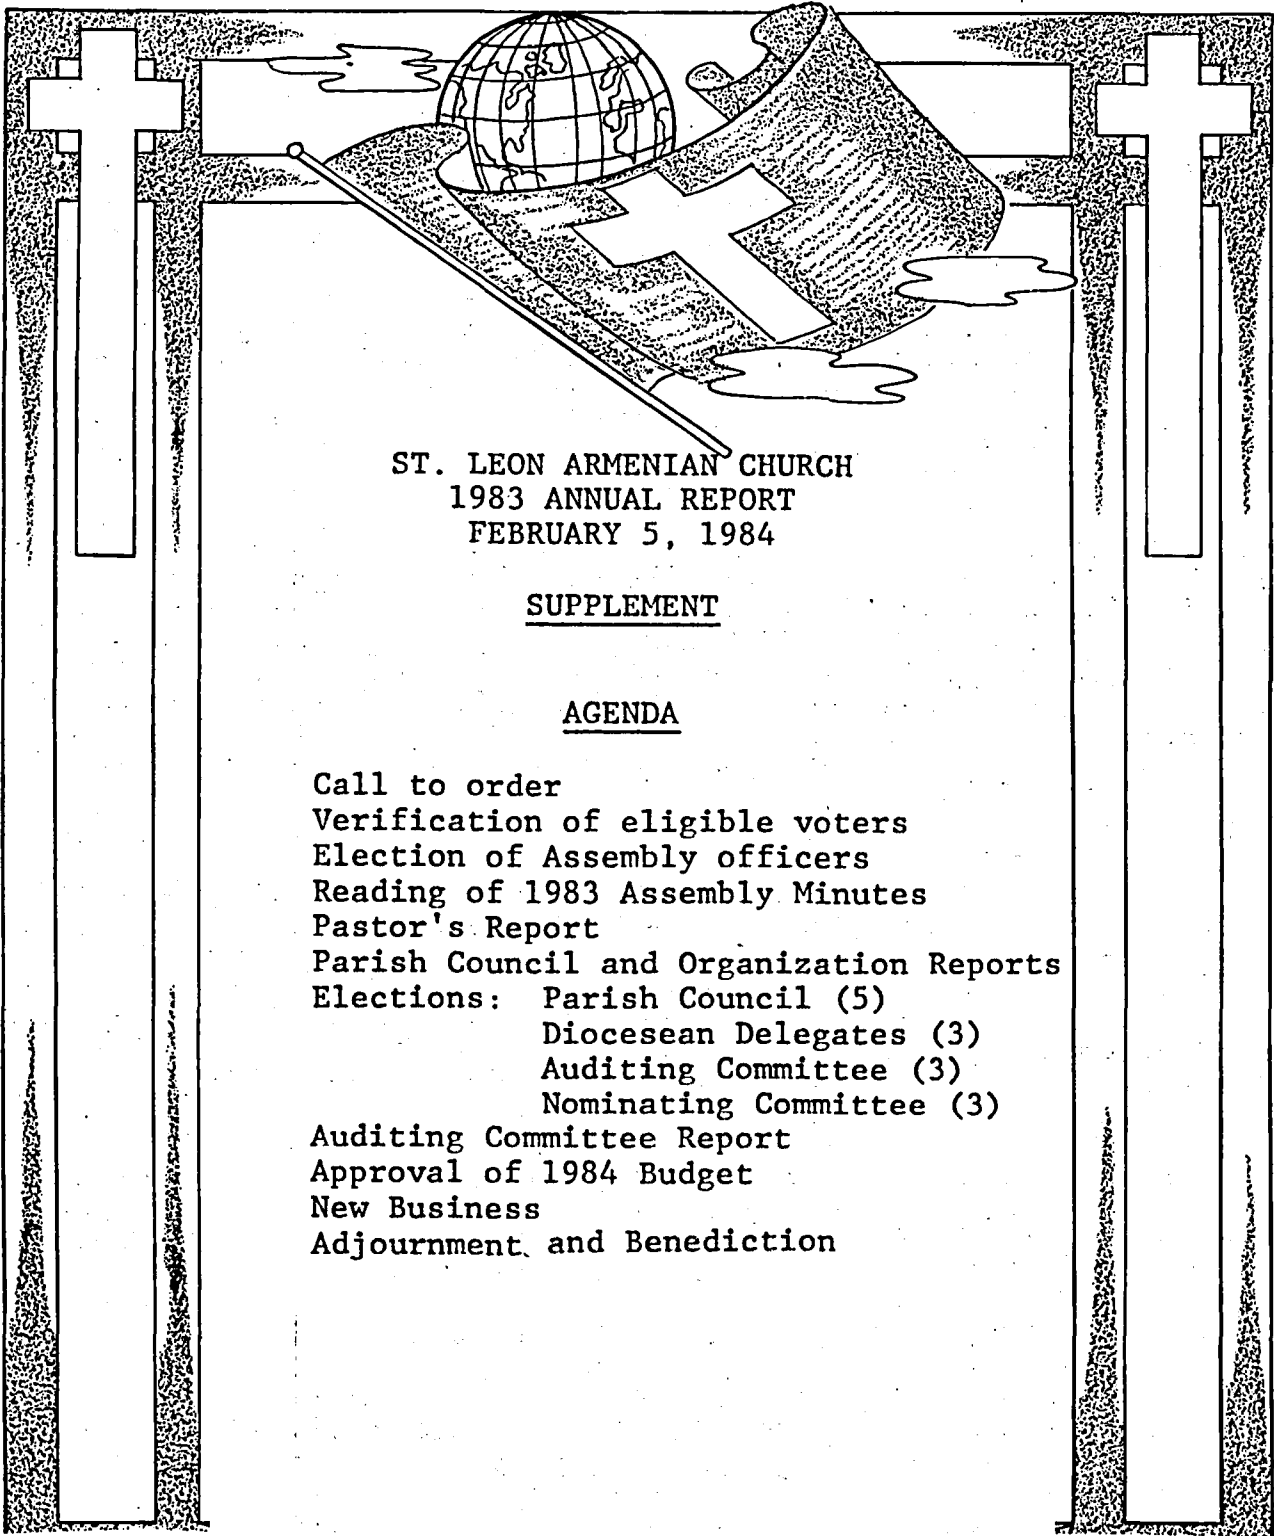 ST. LEON ARMENIAN CHURCH
1983 ANNUAL REPORT
FEBRUARY 5, 1984
SUPPLEMENT
AGENDA
Call to order
Verification of eligible voters
Election of Assembly officers
Reading of 1983 Assembly Minutes
Pastor's Report
Parish Council and Organization Reports
Elections: Parish Council (5)
Diocesean Delegates (3)
Auditing Committee (3)
Nominating Committee (3)
Auditing Committee Report
Approval of 1984 Budget
New Business
Adjournment and Benediction